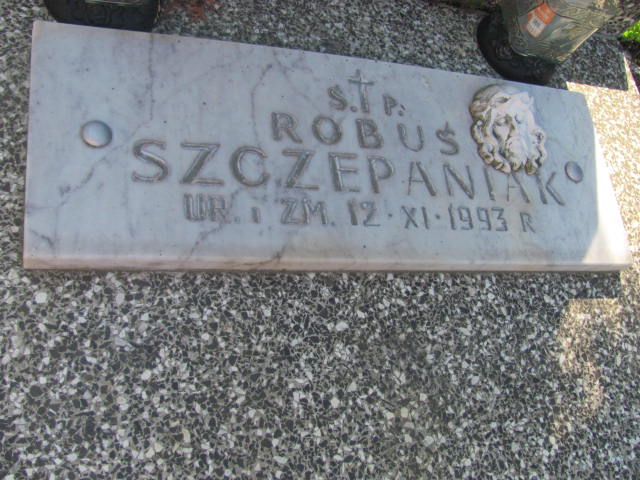 Ś. † P.
ROBUŚ
SZCZEPANIAK
UR. i ZM. 12 · XI · 1993 R